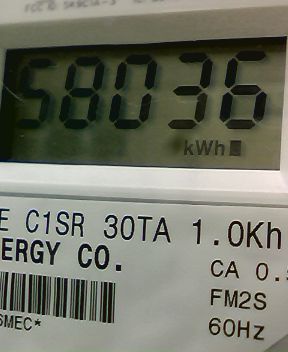 58036
kWh
E C1SR 30TA 1.0Kh
ERGY CO.
CA 0.5
FM2S
SMEC*
60Hz